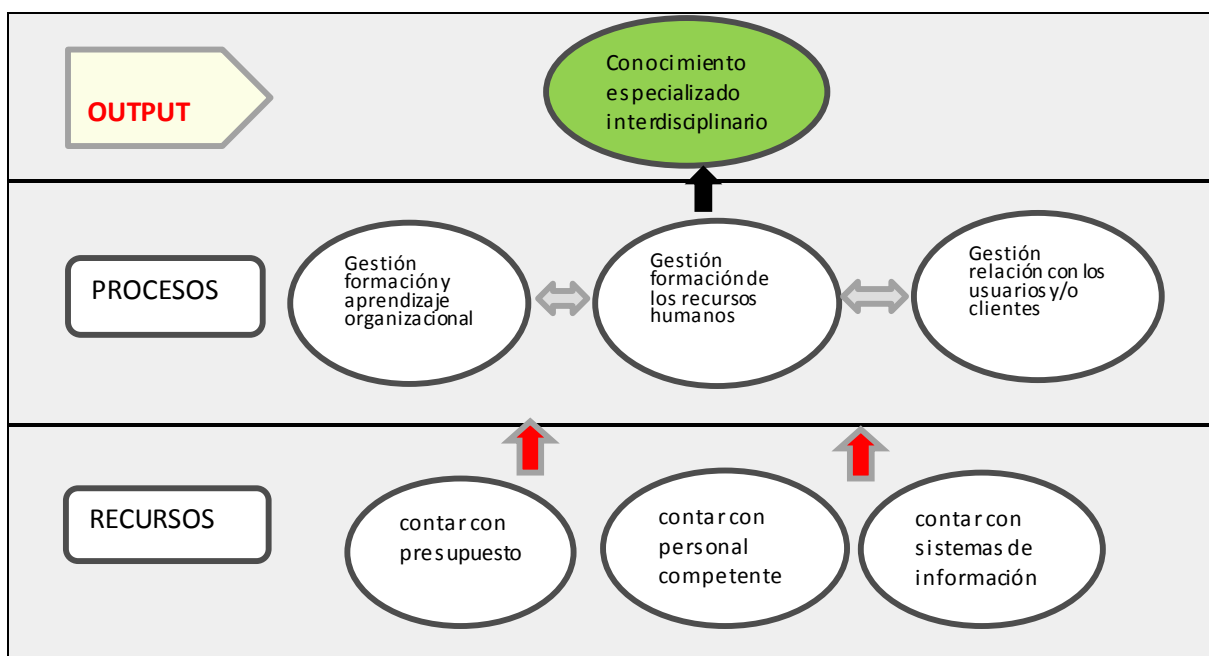 OUTPUT
Conocimiento
especializado
interdisciplinario
PROCESOS
Gestión
formación y
aprendizaje
organizacional
Gestión
formación de
los recursos
humanos
Gestión
relación con los
usuarios y/o
clientes
RECURSOS
contar con
presupuesto
contar con
personal
competente
contar con
sistemas de
información